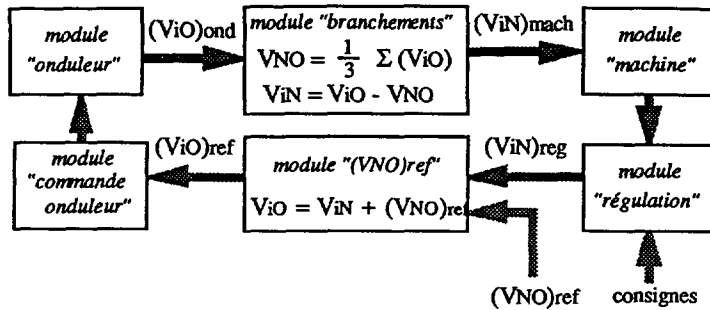 module
"onduleur"
(ViO)ond
module "branchements"
VNO = 1/3 Σ (ViO)
ViN = ViO - VNO
(ViN)mach
module
"machine"
module
"commande
onduleur"
(ViO)ref
module "(VNO)ref"
ViO = ViN + (VNO)ref
(ViN)reg
module
"régulation"
(VNO)ref
consignes